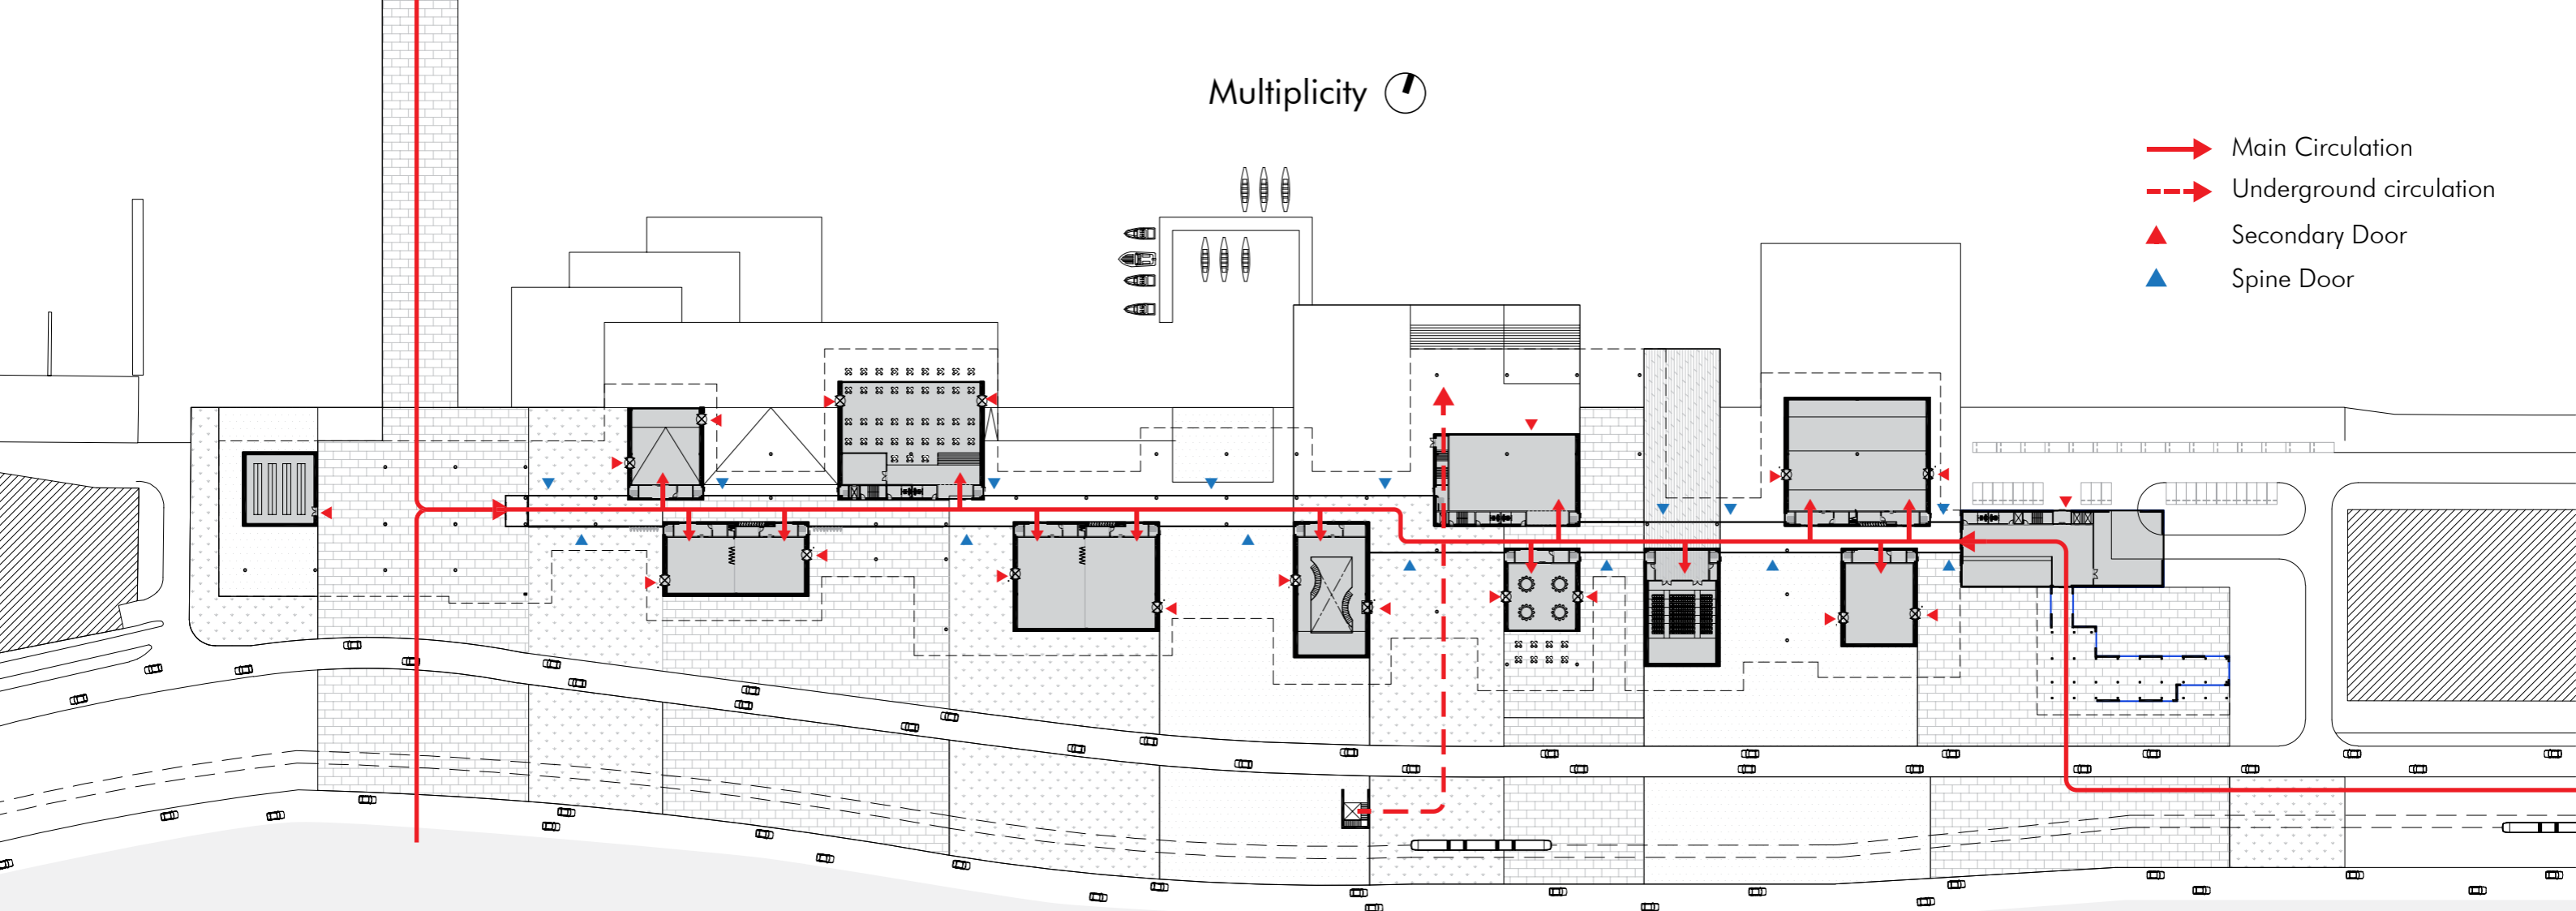 Multiplicity
Main Circulation
Underground circulation
Secondary Door
Spine Door